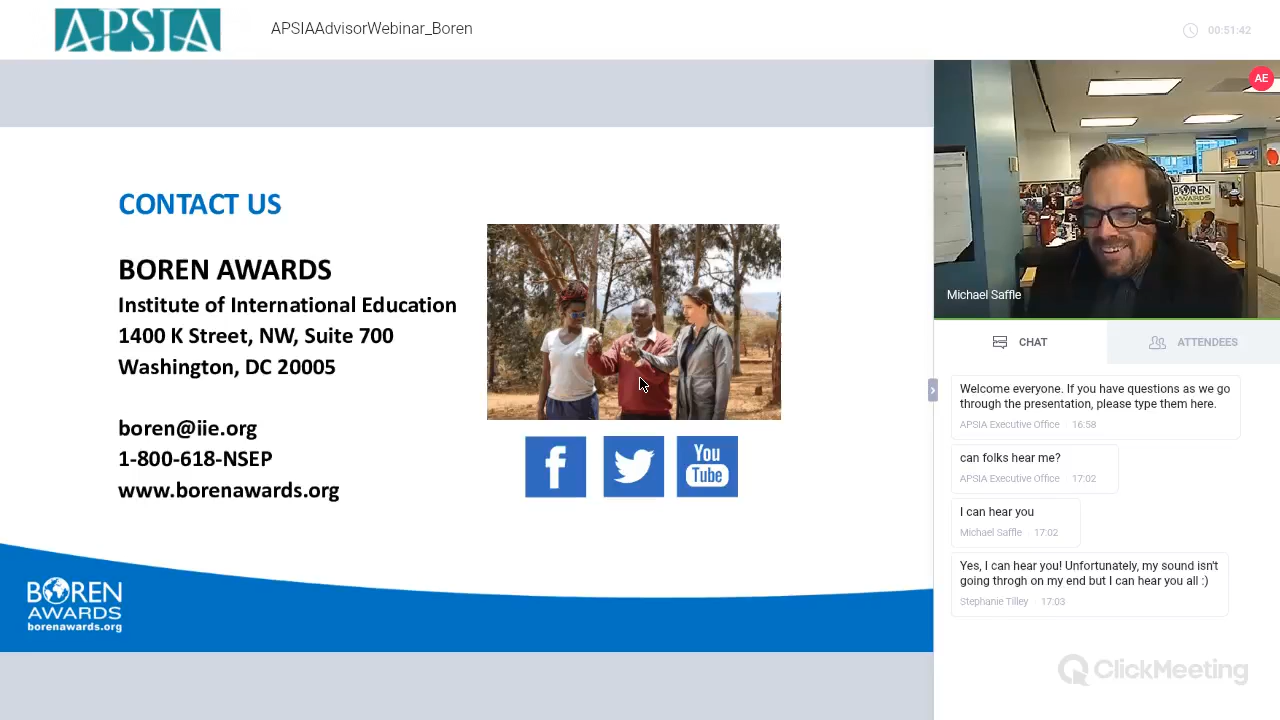 APSIA
APSIAAdvisorWebinar_Boren
00:51:42
CONTACT US
BOREN AWARDS
Institute of International Education
1400 K Street, NW, Suite 700
Washington, DC 20005
boren@iie.org
1-800-618-NSEP
www.borenawards.org
f
You
Tube
BOREN
AWARDS
borenawards.org
AE
BOREN
AWARDS
Michael Saffle
CHAT
ATTENDEES
Welcome everyone. If you have questions as we go
through the presentation, please type them here.
APSIA Executive Office · 16:58
can folks hear me?
APSIA Executive Office · 17:02
I can hear you
Michael Saffle · 17:02
Yes, I can hear you! Unfortunately, my sound isn't
going throgh on my end but I can hear you all :)
Stephanie Tilley · 17:03
ClickMeeting